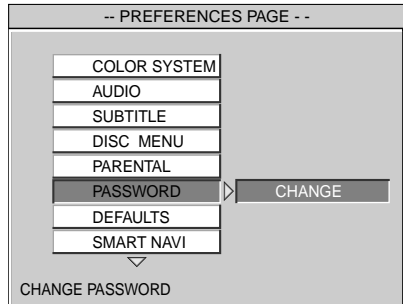 -- PREFERENCES PAGE - -
COLOR SYSTEM
AUDIO
SUBTITLE
DISC MENU
PARENTAL
PASSWORD CHANGE
DEFAULTS
SMART NAVI
CHANGE PASSWORD